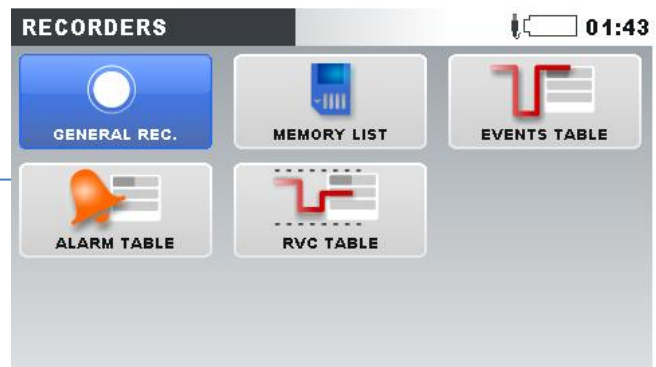 RECORDERS 01:43
GENERAL REC. MEMORY LIST EVENTS TABLE
ALARM TABLE RVC TABLE